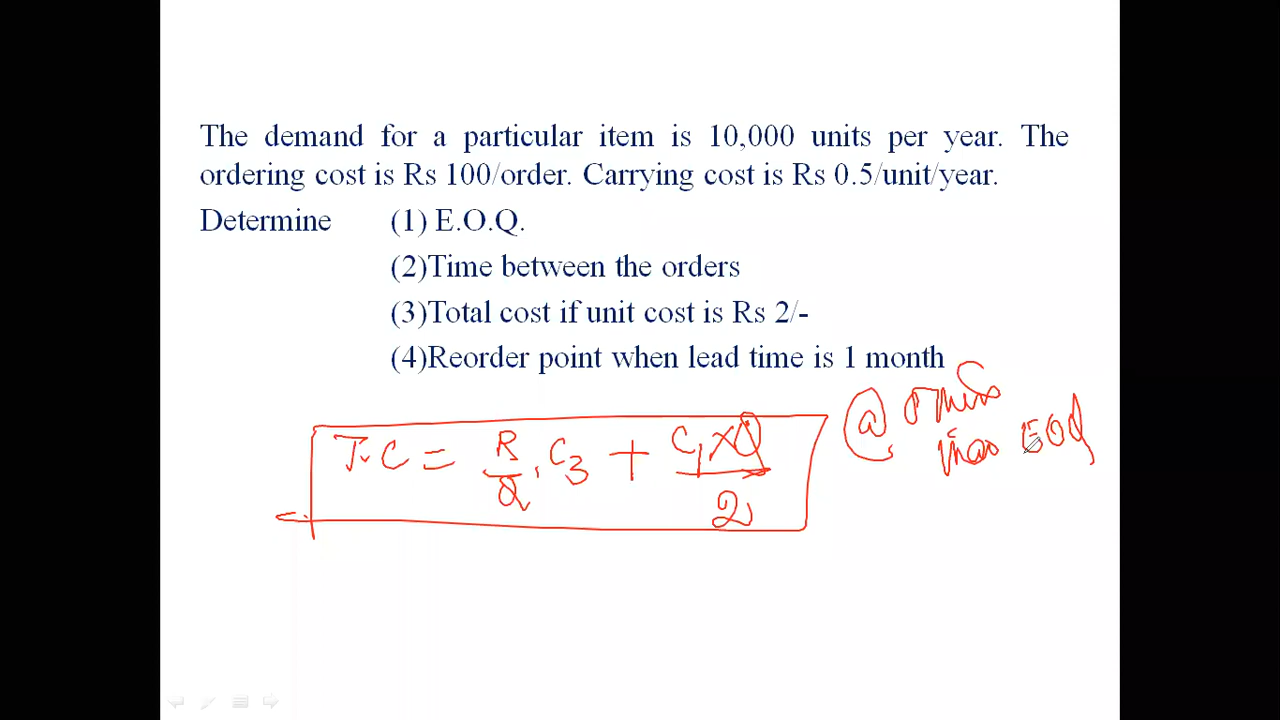 The demand for a particular item is 10,000 units per year. The
ordering cost is Rs 100/order. Carrying cost is Rs 0.5/unit/year.
Determine (1) E.O.Q.
(2)Time between the orders
(3)Total cost if unit cost is Rs 2/-
(4)Reorder point when lead time is 1 month
T.C = R/Q . C3 + C1×Q/2
@
EOQ